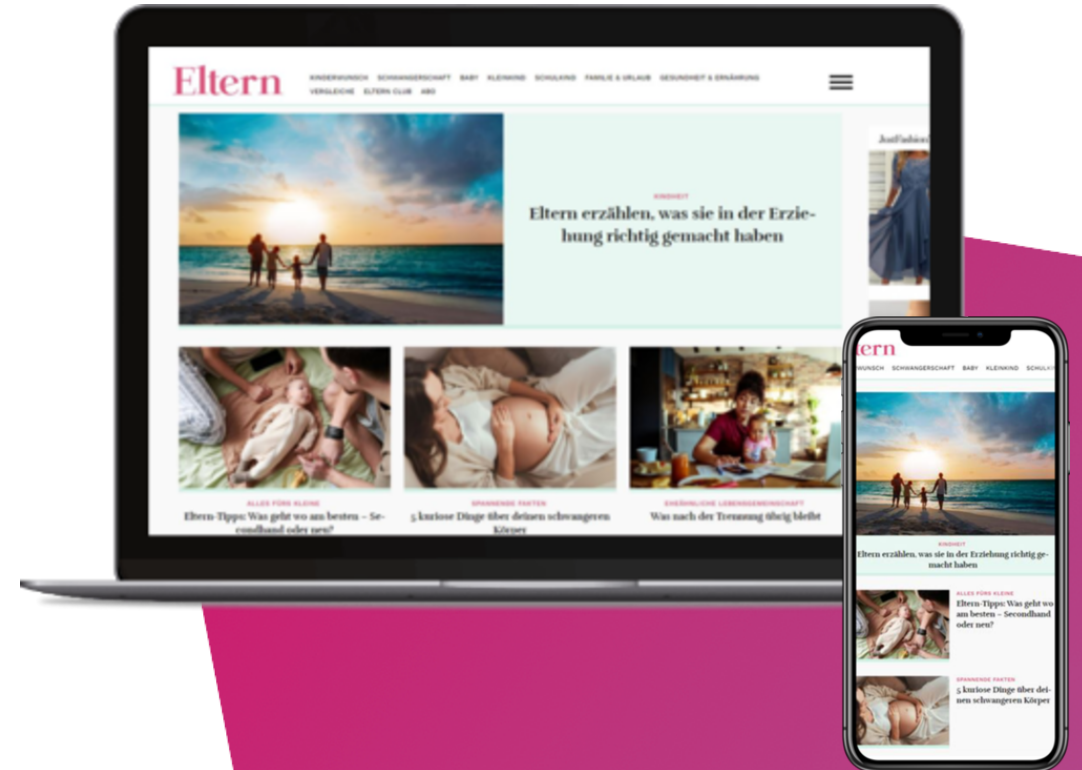 Eltern
KINDERWUNSCH SCHWANGERSCHAFT BABY KLEINKIND SCHULKIND FAMILIE & URLAUB GESUNDHEIT & ERNÄHRUNG
VERGLEICHE ELTERN CLUB ABO
JustFashion
KINDHEIT
Eltern erzählen, was sie in der Erzie-
hung richtig gemacht haben
ALLES FÜRS KLEINE
Eltern-Tipps: Was geht wo am besten – Se-
condhand oder neu?
SPANNENDE FAKTEN
5 kuriose Dinge über deinen schwangeren
Körper
EHEÄHNLICHE LEBENSGEMEINSCHAFT
Was nach der Trennung übrig bleibt
tern
WUNSCH SCHWANGERSCHAFT BABY KLEINKIND SCHULKI
KINDHEIT
Eltern erzählen, was sie in der Erziehung richtig ge-
macht haben
ALLES FÜRS KLEINE
Eltern-Tipps: Was geht wo
am besten – Secondhand
oder neu?
SPANNENDE FAKTEN
5 kuriose Dinge über dei-
nen schwangeren Körper